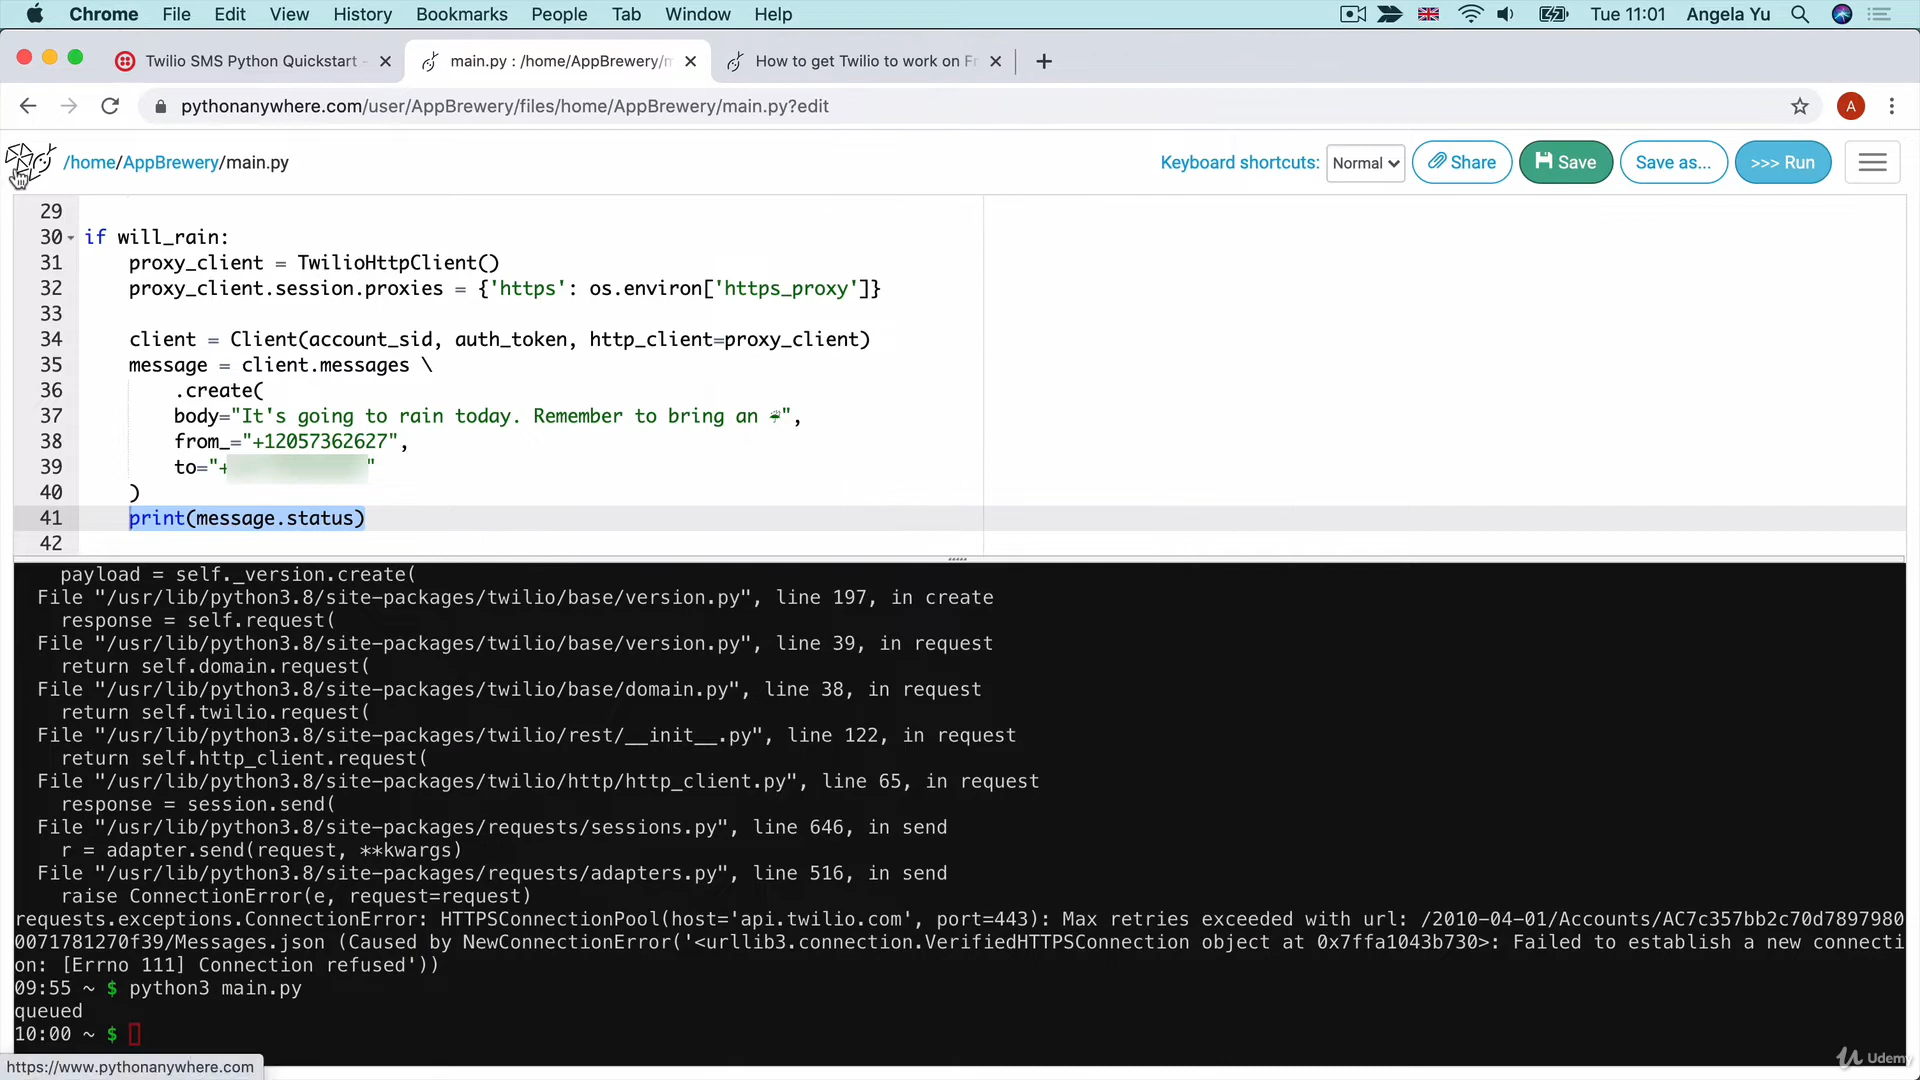 Chrome File Edit View History Bookmarks People Tab Window Help Tue 11:01 Angela Yu
Twilio SMS Python Quickstart - main.py : /home/AppBrewery/m How to get Twilio to work on Fr
pythonanywhere.com/user/AppBrewery/files/home/AppBrewery/main.py?edit A
/home/AppBrewery/main.py Keyboard shortcuts: Normal Share Save Save as... >>> Run
29
30 if will_rain:
31 proxy_client = TwilioHttpClient()
32 proxy_client.session.proxies = {'https': os.environ['https_proxy']}
33
34 client = Client(account_sid, auth_token, http_client=proxy_client)
35 message = client.messages \
36 .create(
37 body="It's going to rain today. Remember to bring an ☔️",
38 from_="+12057362627",
39 to="+ "
40 )
41 print(message.status)
42
payload = self._version.create(
File "/usr/lib/python3.8/site-packages/twilio/base/version.py", line 197, in create
response = self.request(
File "/usr/lib/python3.8/site-packages/twilio/base/version.py", line 39, in request
return self.domain.request(
File "/usr/lib/python3.8/site-packages/twilio/base/domain.py", line 38, in request
return self.twilio.request(
File "/usr/lib/python3.8/site-packages/twilio/rest/__init__.py", line 122, in request
return self.http_client.request(
File "/usr/lib/python3.8/site-packages/twilio/http/http_client.py", line 65, in request
response = session.send(
File "/usr/lib/python3.8/site-packages/requests/sessions.py", line 646, in send
r = adapter.send(request, **kwargs)
File "/usr/lib/python3.8/site-packages/requests/adapters.py", line 516, in send
raise ConnectionError(e, request=request)
requests.exceptions.ConnectionError: HTTPSConnectionPool(host='api.twilio.com', port=443): Max retries exceeded with url: /2010-04-01/Accounts/AC7c357bb2c70d7897980
0071781270f39/Messages.json (Caused by NewConnectionError('<urllib3.connection.VerifiedHTTPSConnection object at 0x7ffa1043b730>: Failed to establish a new connecti
on: [Errno 111] Connection refused'))
09:55 ~ $ python3 main.py
queued
10:00 ~ $
https://www.pythonanywhere.com
Udemy